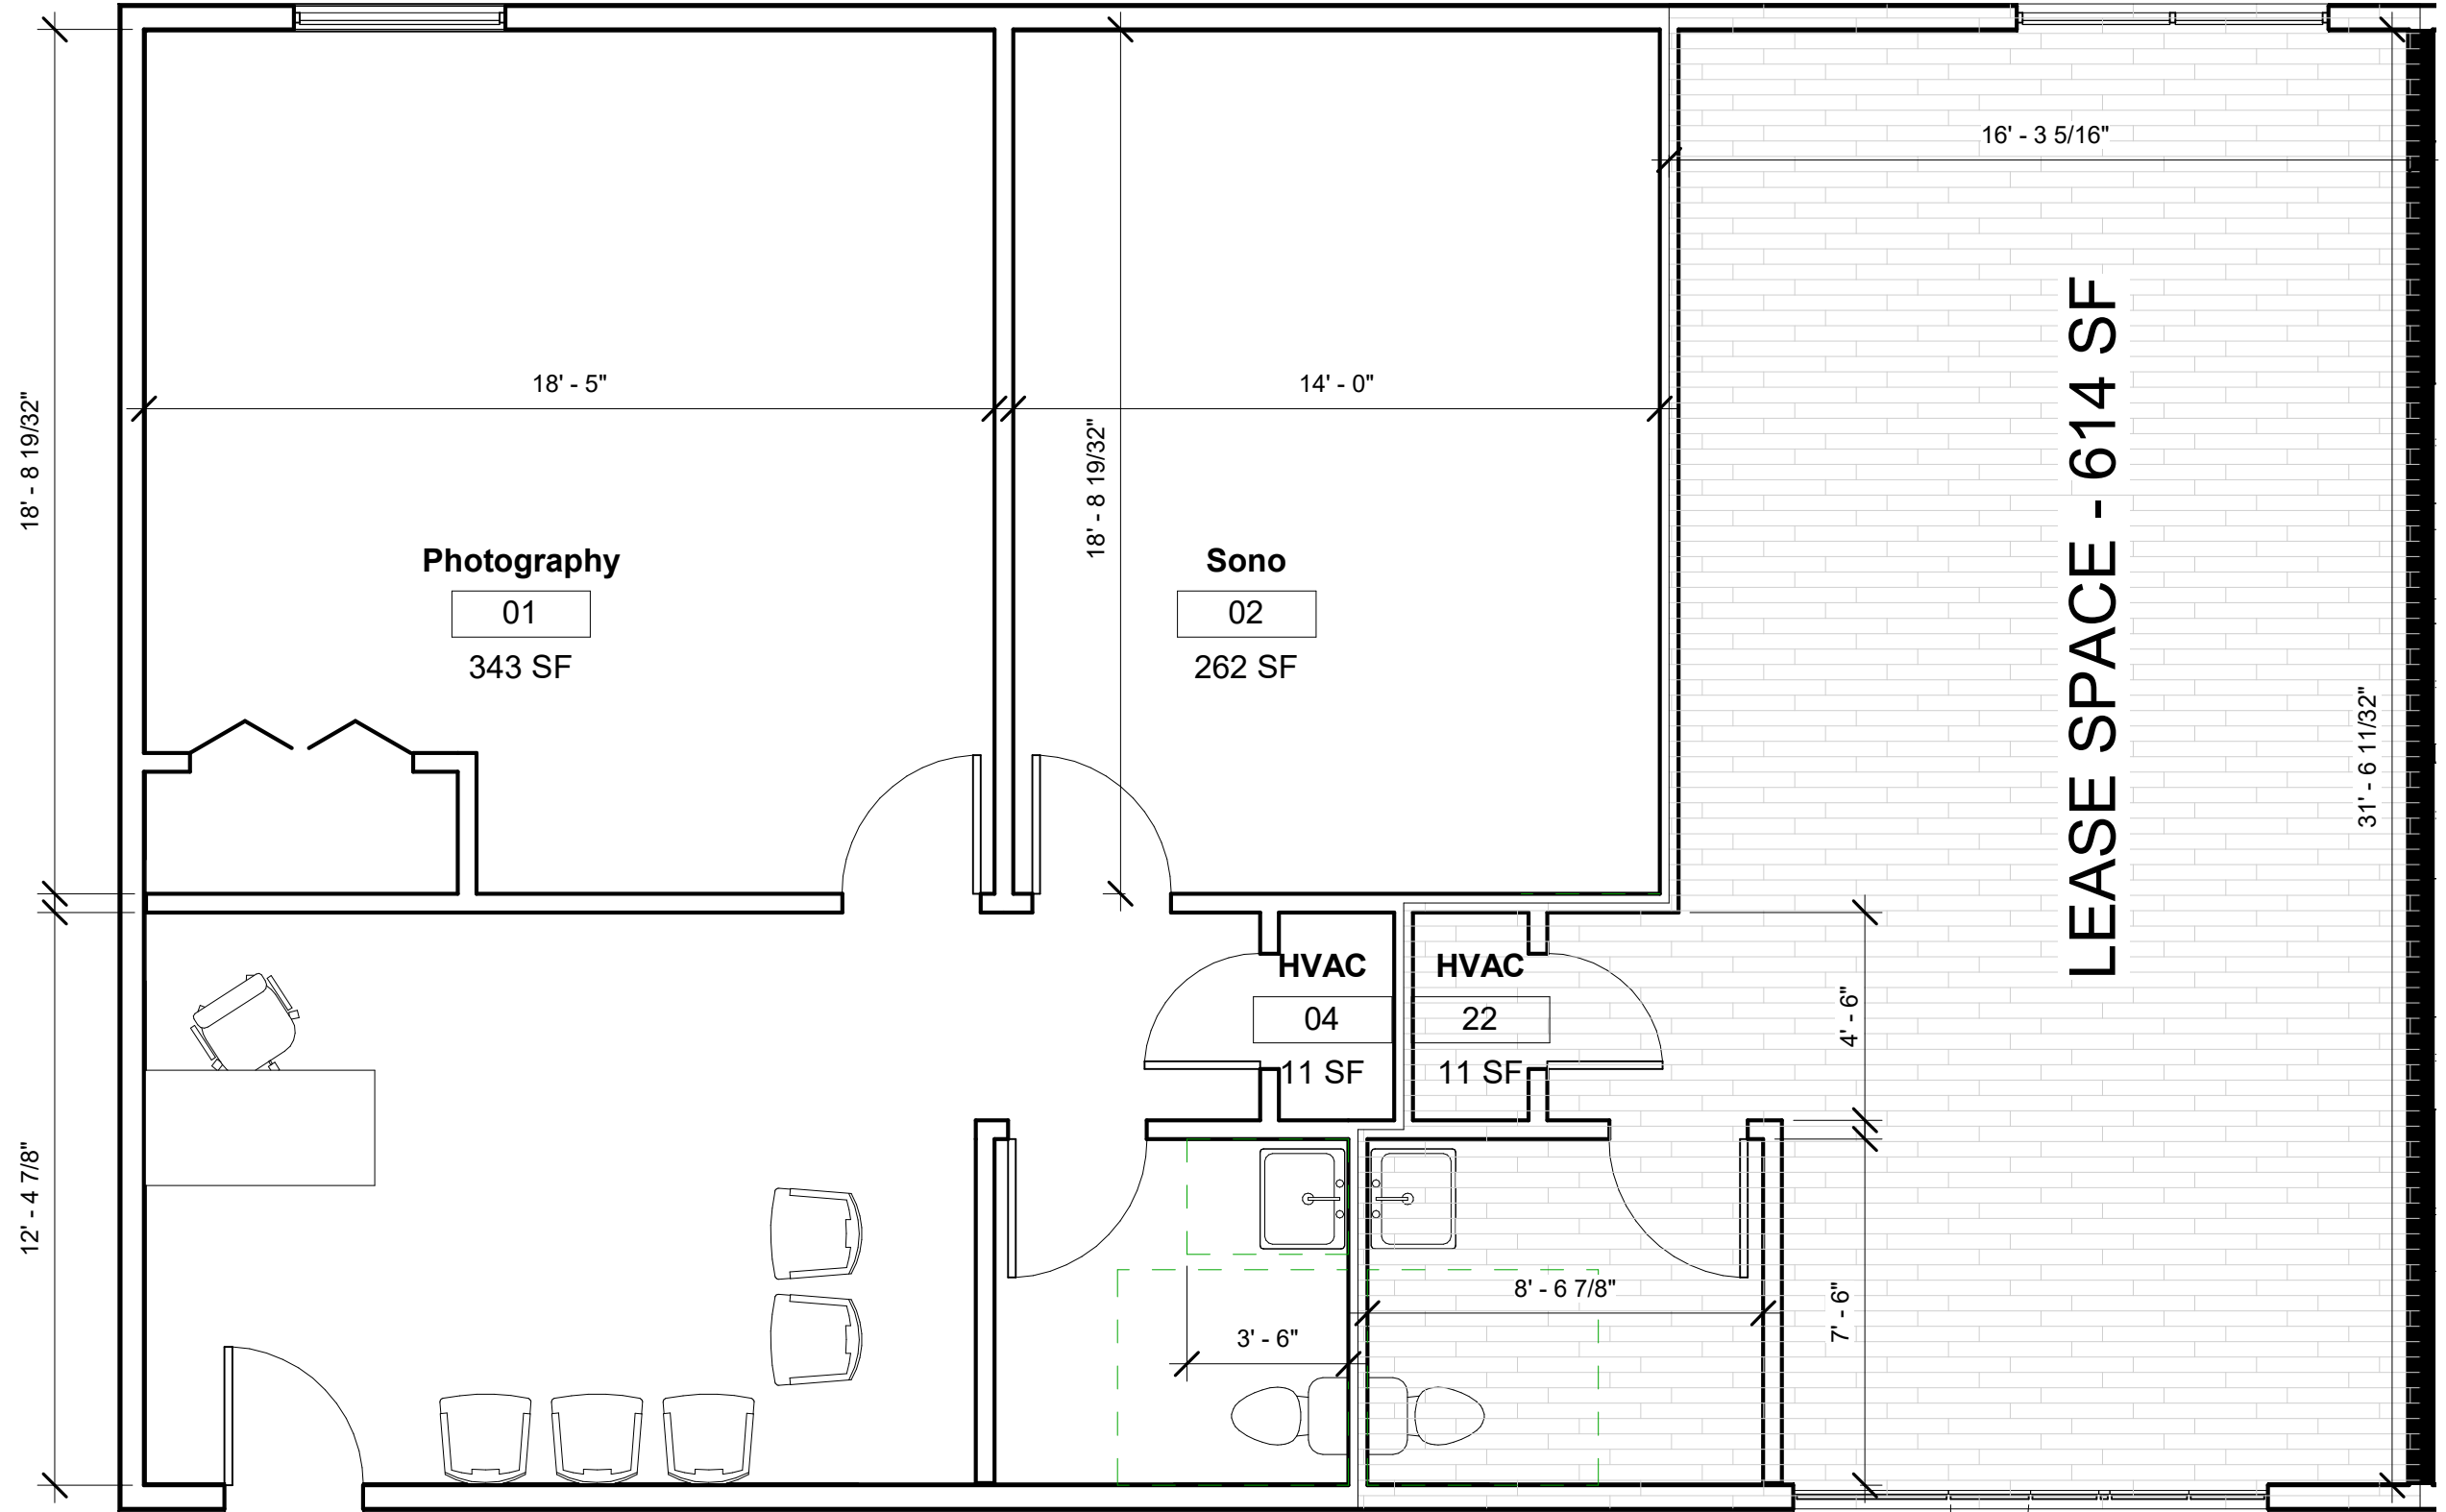 16' - 3 5/16"
18' - 5"
14' - 0"
18' - 8 19/32"
18' - 8 19/32"
LEASE SPACE - 614 SF
Photography
01
343 SF
Sono
02
262 SF
31' - 6 11/32"
HVAC
04
11 SF
HVAC
22
11 SF
4' - 6"
12' - 4 7/8"
8' - 6 7/8"
7' - 6"
3' - 6"